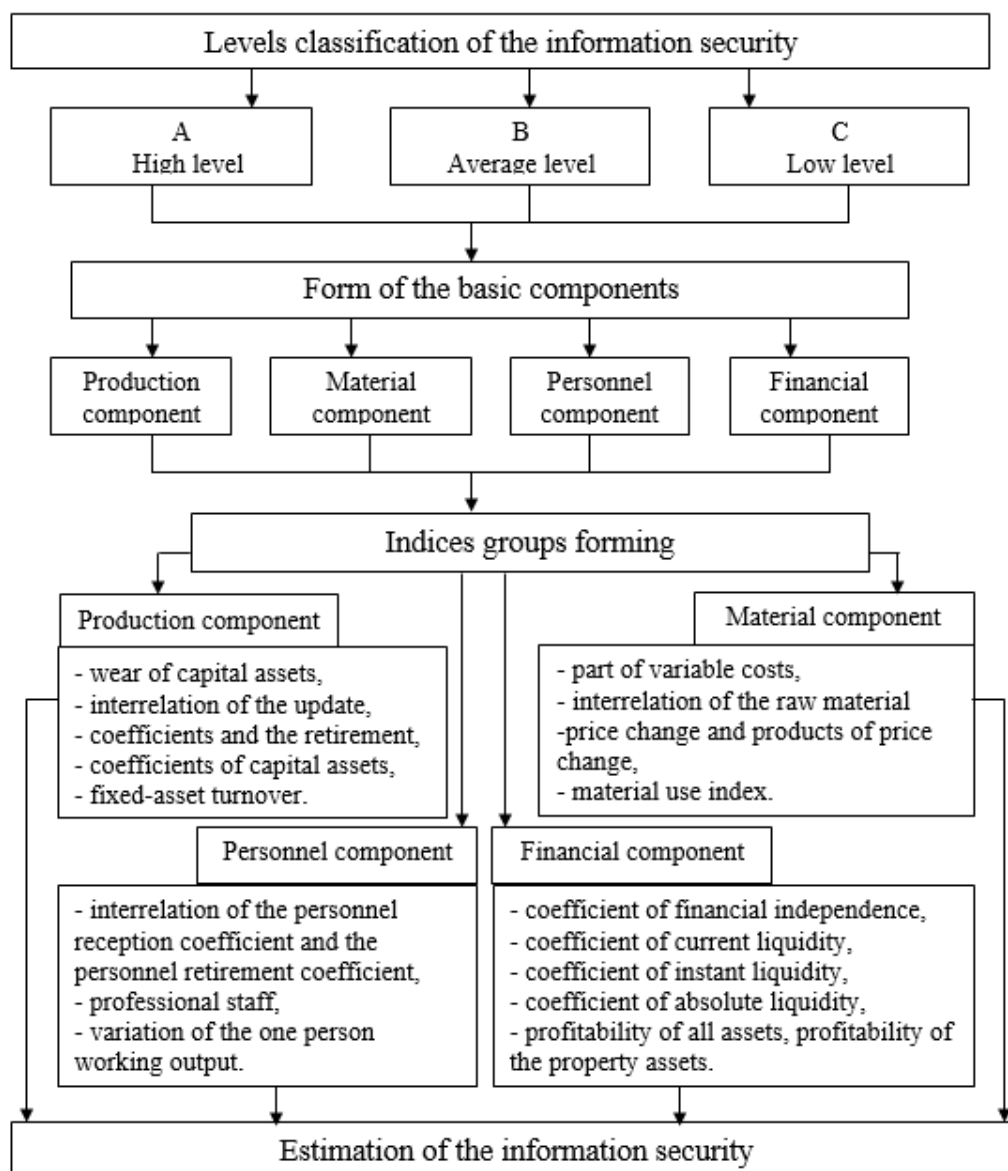 Levels classification of the information security
A
High level
B
Average level
C
Low level
Form of the basic components
Production
component
Material
component
Personnel
component
Financial
component
Indices groups forming
Production component
- wear of capital assets,
- interrelation of the update,
- coefficients and the retirement,
- coefficients of capital assets,
- fixed-asset turnover.
Material component
- part of variable costs,
- interrelation of the raw material
-price change and products of price
change,
- material use index.
Personnel component
- interrelation of the personnel
reception coefficient and the
personnel retirement coefficient,
- professional staff,
- variation of the one person
working output.
Financial component
- coefficient of financial independence,
- coefficient of current liquidity,
- coefficient of instant liquidity,
- coefficient of absolute liquidity,
- profitability of all assets, profitability of
the property assets.
Estimation of the information security